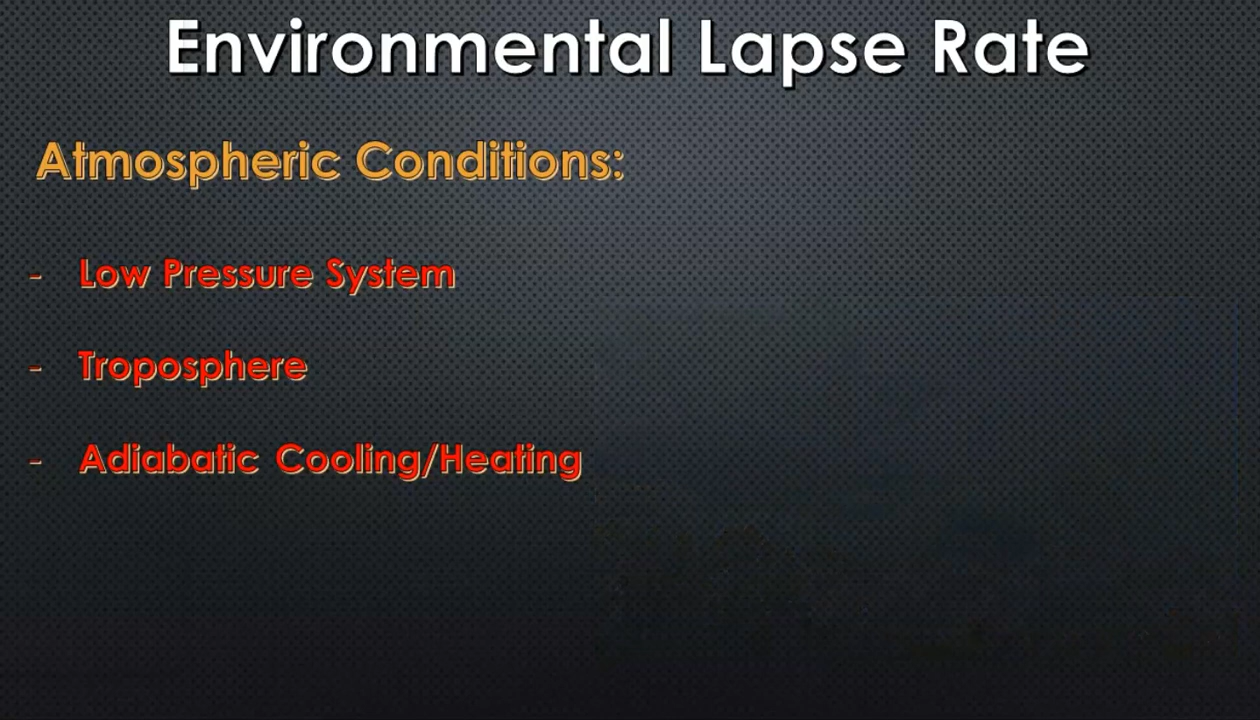 Environmental Lapse Rate
Atmospheric Conditions:
- Low Pressure System
- Troposphere
- Adiabatic Cooling/Heating